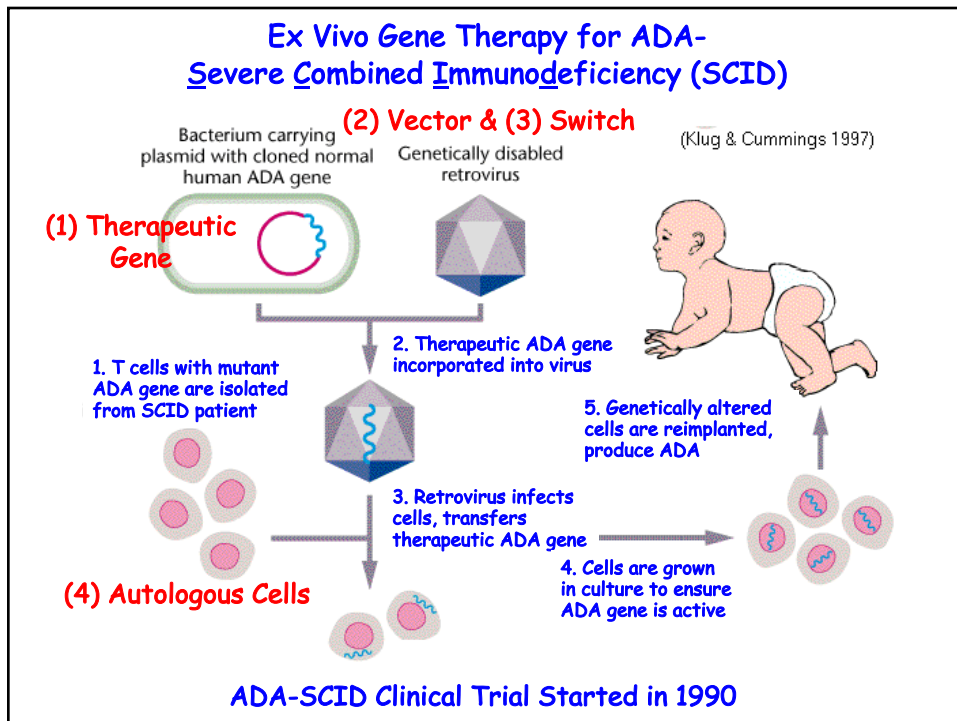 Ex Vivo Gene Therapy for ADA-
Severe Combined Immunodeficiency (SCID)
(2) Vector & (3) Switch
Bacterium carrying
plasmid with cloned normal
human ADA gene
Genetically disabled
retrovirus
(Klug & Cummings 1997)
(1) Therapeutic
Gene
2. Therapeutic ADA gene
incorporated into virus
1. T cells with mutant
ADA gene are isolated
from SCID patient
5. Genetically altered
cells are reimplanted,
produce ADA
3. Retrovirus infects
cells, transfers
therapeutic ADA gene
4. Cells are grown
in culture to ensure
ADA gene is active
(4) Autologous Cells
ADA-SCID Clinical Trial Started in 1990